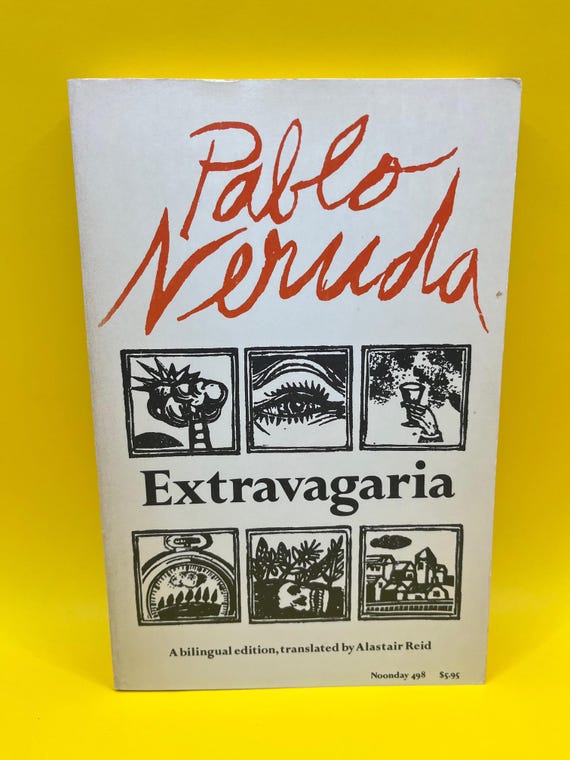 Pablo
Neruda
Extravagaria
A bilingual edition, translated by Alastair Reid
Noonday 498 $5.95